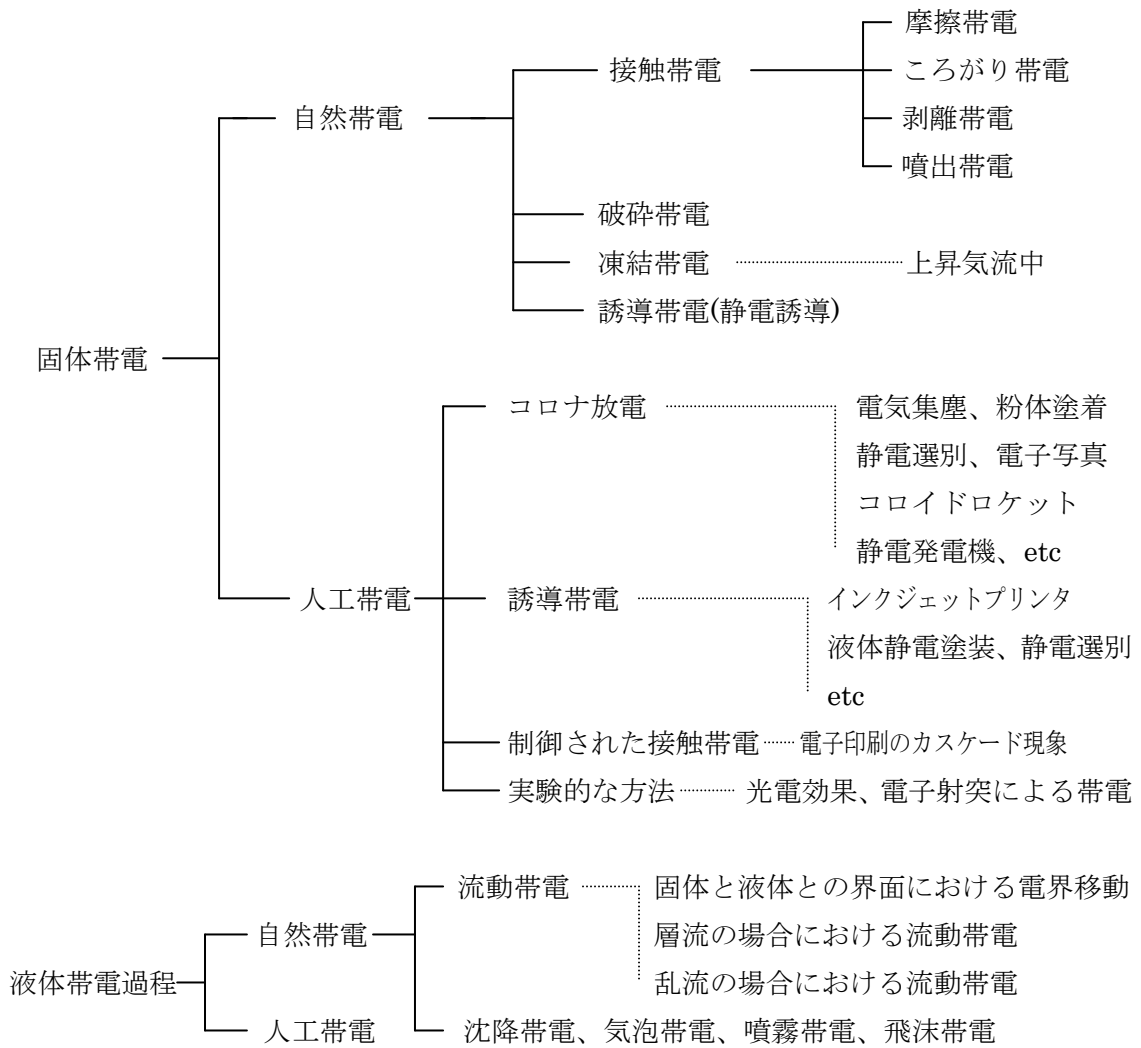 摩擦帯電
接触帯電 ころがり帯電
自然帯電 剥離帯電
噴出帯電
破砕帯電
凍結帯電 上昇気流中
誘導帯電(静電誘導)
固体帯電
コロナ放電 電気集塵、粉体塗着
静電選別、電子写真
コロイドロケット
静電発電機、etc
人工帯電 誘導帯電 インクジェットプリンタ
液体静電塗装、静電選別
etc
制御された接触帯電 電子印刷のカスケード現象
実験的な方法 光電効果、電子射突による帯電
流動帯電 固体と液体との界面における電界移動
自然帯電 層流の場合における流動帯電
液体帯電過程 乱流の場合における流動帯電
人工帯電 沈降帯電、気泡帯電、噴霧帯電、飛沫帯電